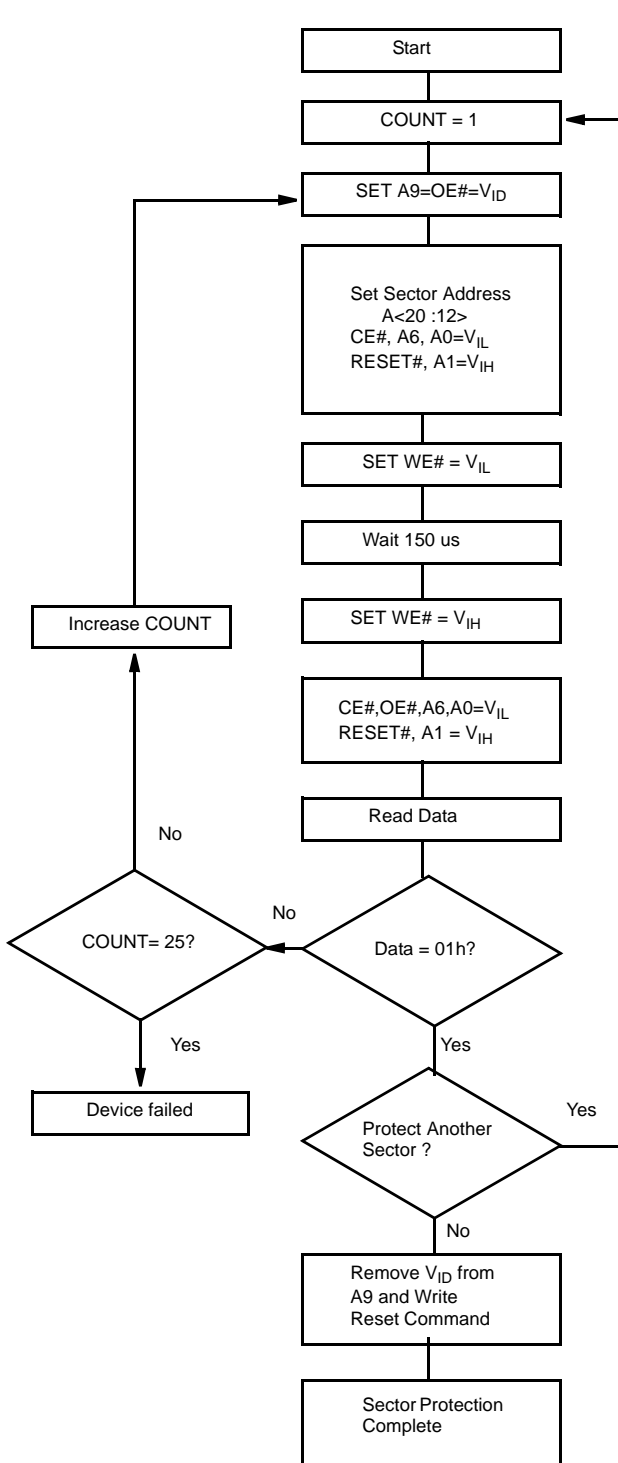 Start
COUNT = 1
SET A9=OE#=VID
Set Sector Address
A<20 :12>
CE#, A6, A0=VIL
RESET#, A1=VIH
SET WE# = VIL
Wait 150 us
SET WE# = VIH
Increase COUNT
CE#,OE#,A6,A0=VIL
RESET#, A1 = VIH
Read Data
No
No
COUNT= 25?
Data = 01h?
Yes
Yes
Device failed
Protect Another
Sector ?
Yes
No
Remove VID from
A9 and Write
Reset Command
Sector Protection
Complete